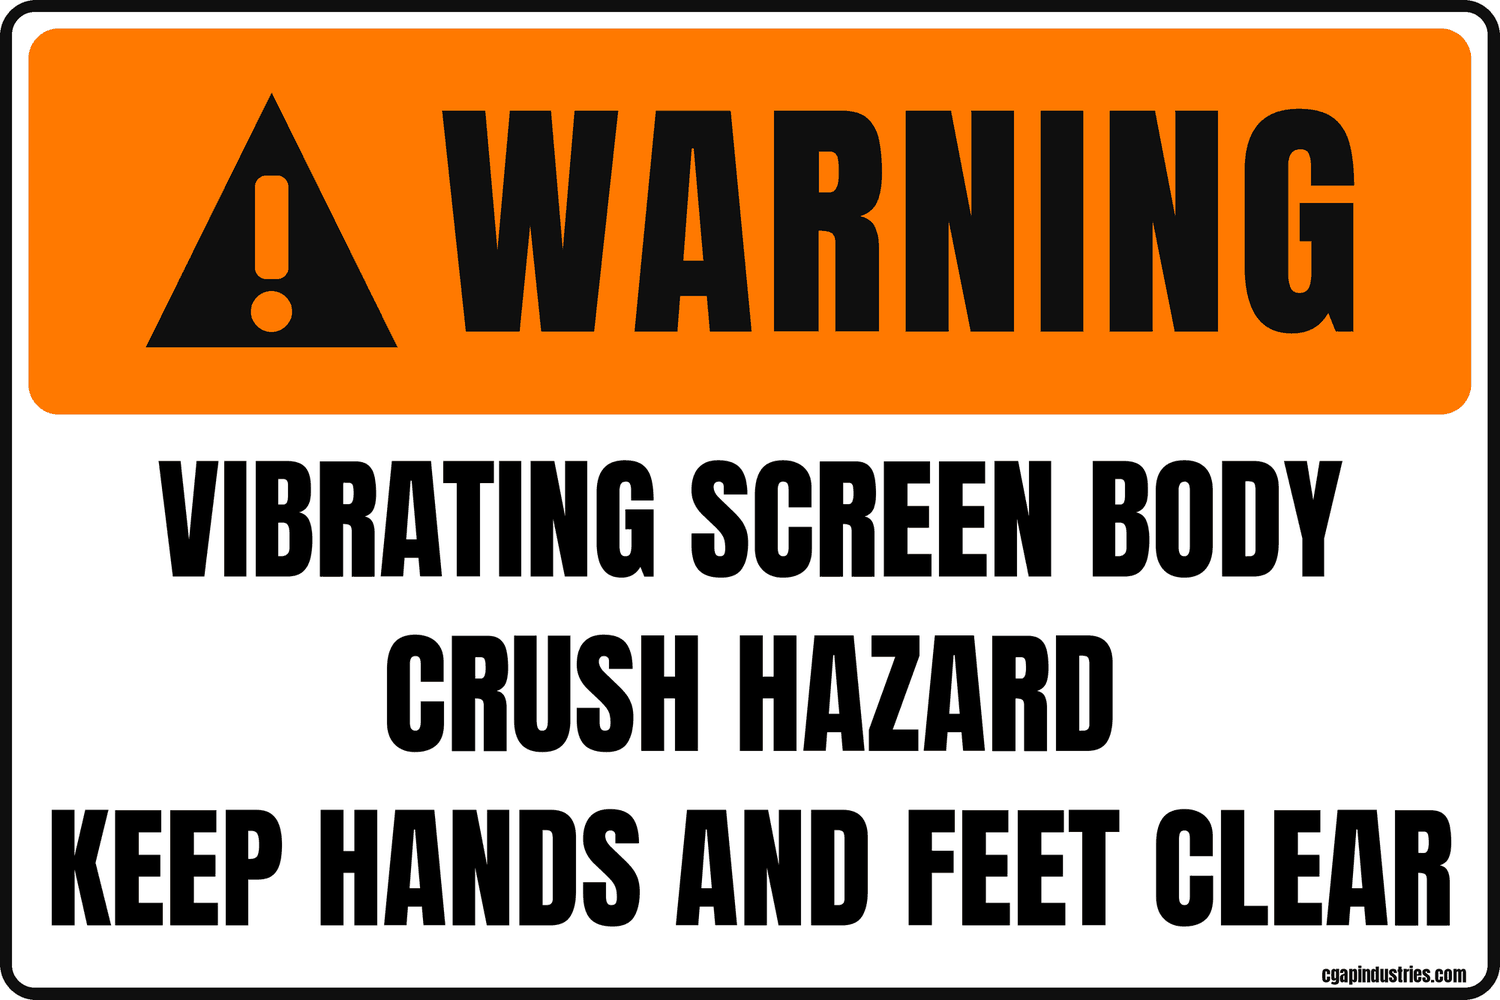 WARNING
VIBRATING SCREEN BODY
CRUSH HAZARD
KEEP HANDS AND FEET CLEAR
cgapindustries.com